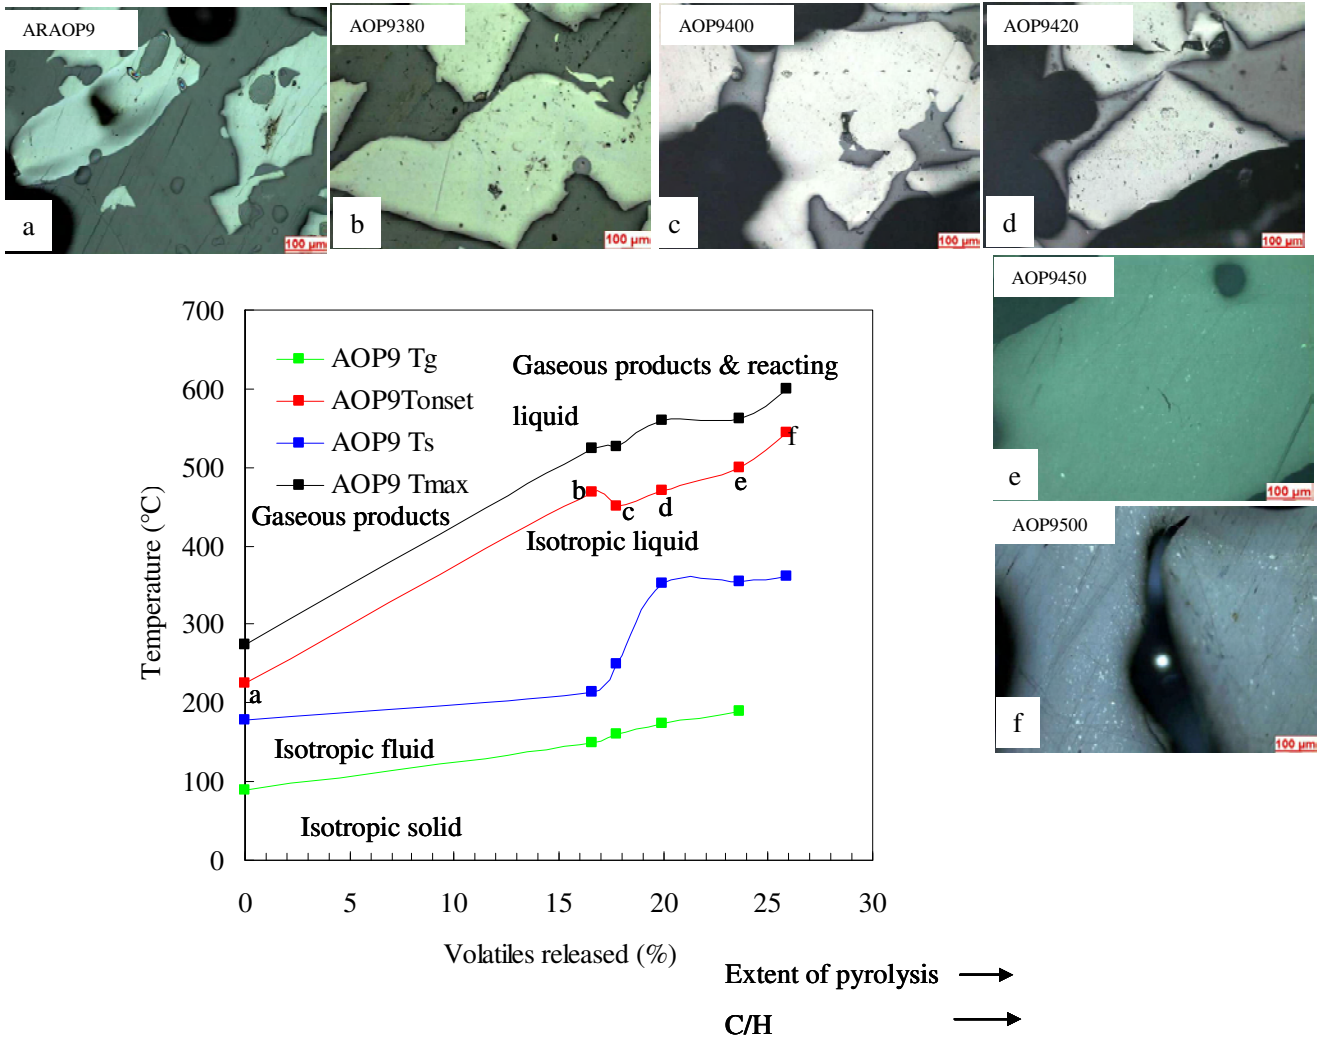 ARAOP9
AOP9380
AOP9400
AOP9420
a
b
c
d
100 µm
100 µm
100 µm
100 µm
AOP9450
e
100 µm
AOP9500
f
100 µm
700
600
500
400
300
200
100
0
Temperature (°C)
AOP9 Tg
AOP9Tonset
AOP9 Ts
AOP9 Tmax
Gaseous products & reacting
liquid
Gaseous products
Isotropic liquid
Isotropic fluid
Isotropic solid
a
b
c
d
e
f
0 5 10 15 20 25 30
Volatiles released (%)
Extent of pyrolysis
C/H